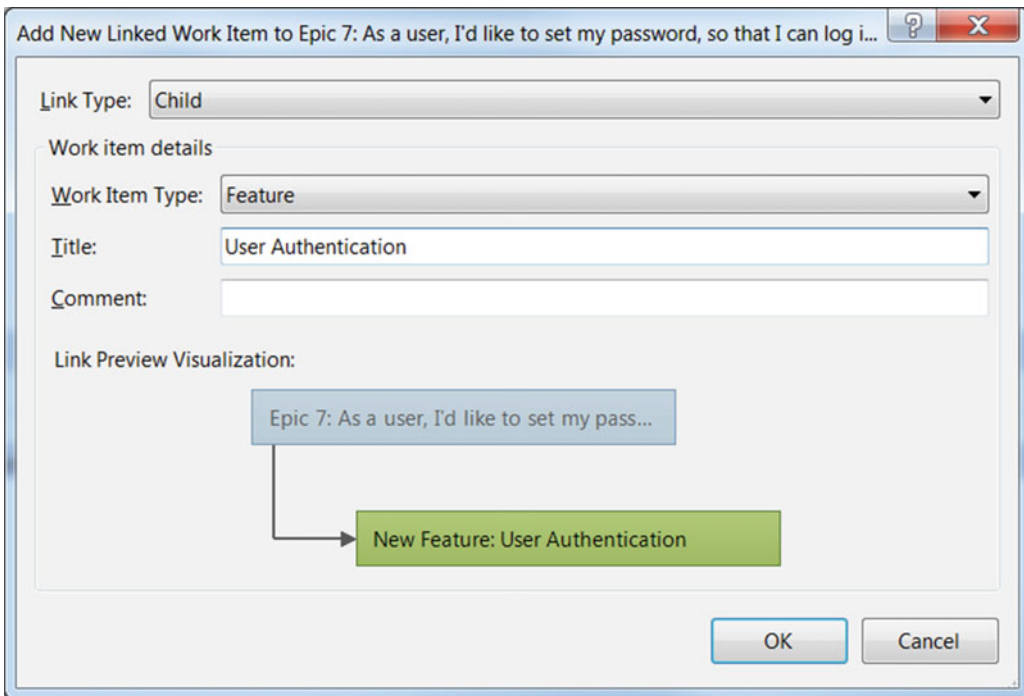 Add New Linked Work Item to Epic 7: As a user, I'd like to set my password, so that I can log i...
?
X
Link Type: Child
Work item details
Work Item Type: Feature
Title: User Authentication
Comment:
Link Preview Visualization:
Epic 7: As a user, I'd like to set my pass...
New Feature: User Authentication
OK Cancel